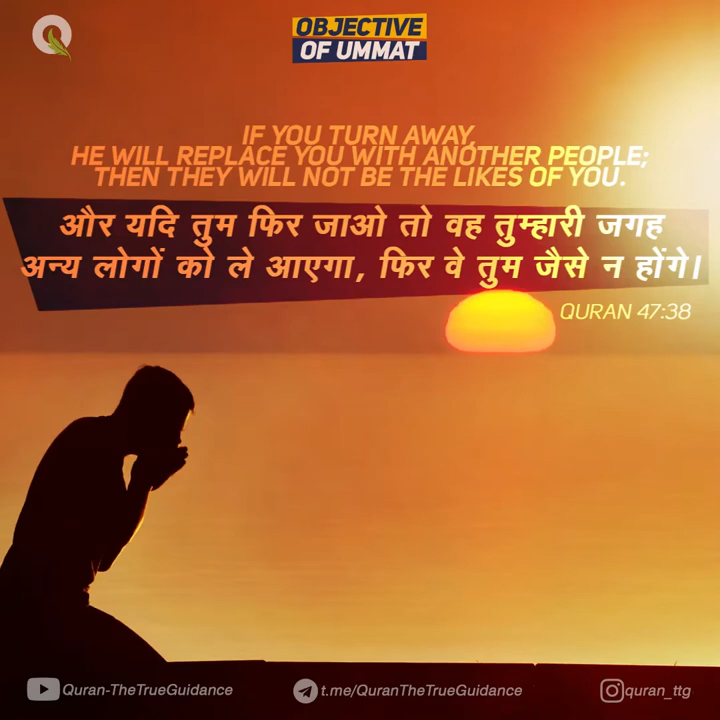 OBJECTIVE
OF UMMAT
IF YOU TURN AWAY,
HE WILL REPLACE YOU WITH ANOTHER PEOPLE;
THEN THEY WILL NOT BE THE LIKES OF YOU.
और यदि तुम फिर जाओ तो वह तुम्हारी जगह
अन्य लोगों को ले आएगा, फिर वे तुम जैसे न होंगे।
QURAN 47:38
Quran-TheTrueGuidance
t.me/QuranTheTrueGuidance
quran_ttg